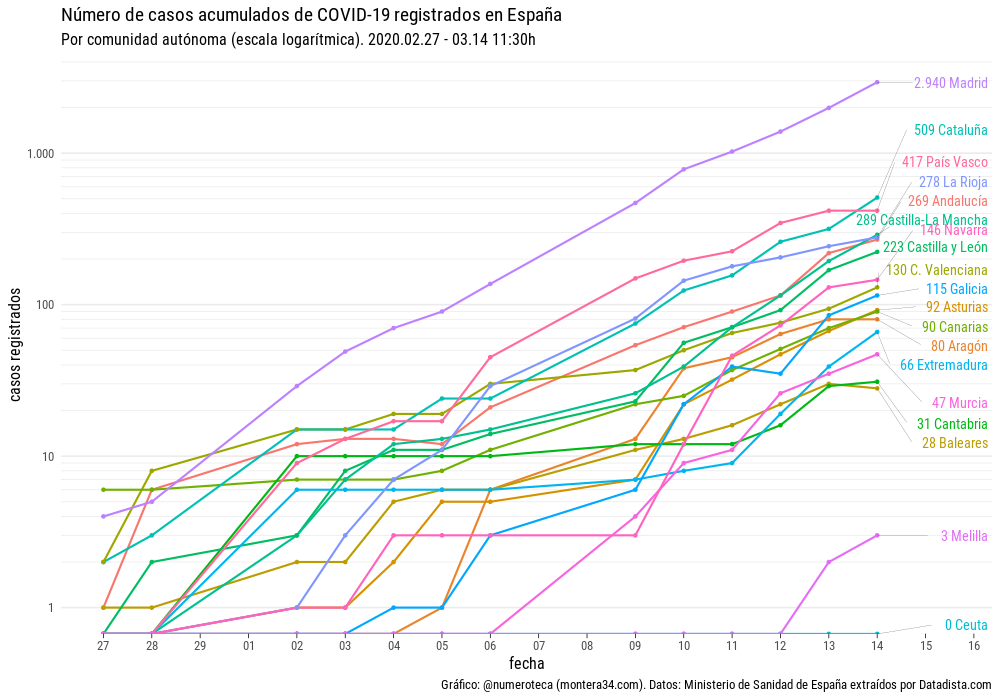 Número de casos acumulados de COVID-19 registrados en España
Por comunidad autónoma (escala logarítmica). 2020.02.27 - 03.14 11:30h
casos registrados
1.000
100
10
1
2.940 Madrid
509 Cataluña
417 País Vasco
278 La Rioja
269 Andalucía
289 Castilla-La Mancha
146 Navarra
223 Castilla y León
130 C. Valenciana
115 Galicia
92 Asturias
90 Canarias
80 Aragón
66 Extremadura
47 Murcia
31 Cantabria
28 Baleares
3 Melilla
0 Ceuta
27 28 29 01 02 03 04 05 06 07 08 09 10 11 12 13 14 15 16
fecha
Gráfico: @numeroteca (montera34.com). Datos: Ministerio de Sanidad de España extraídos por Datadista.com